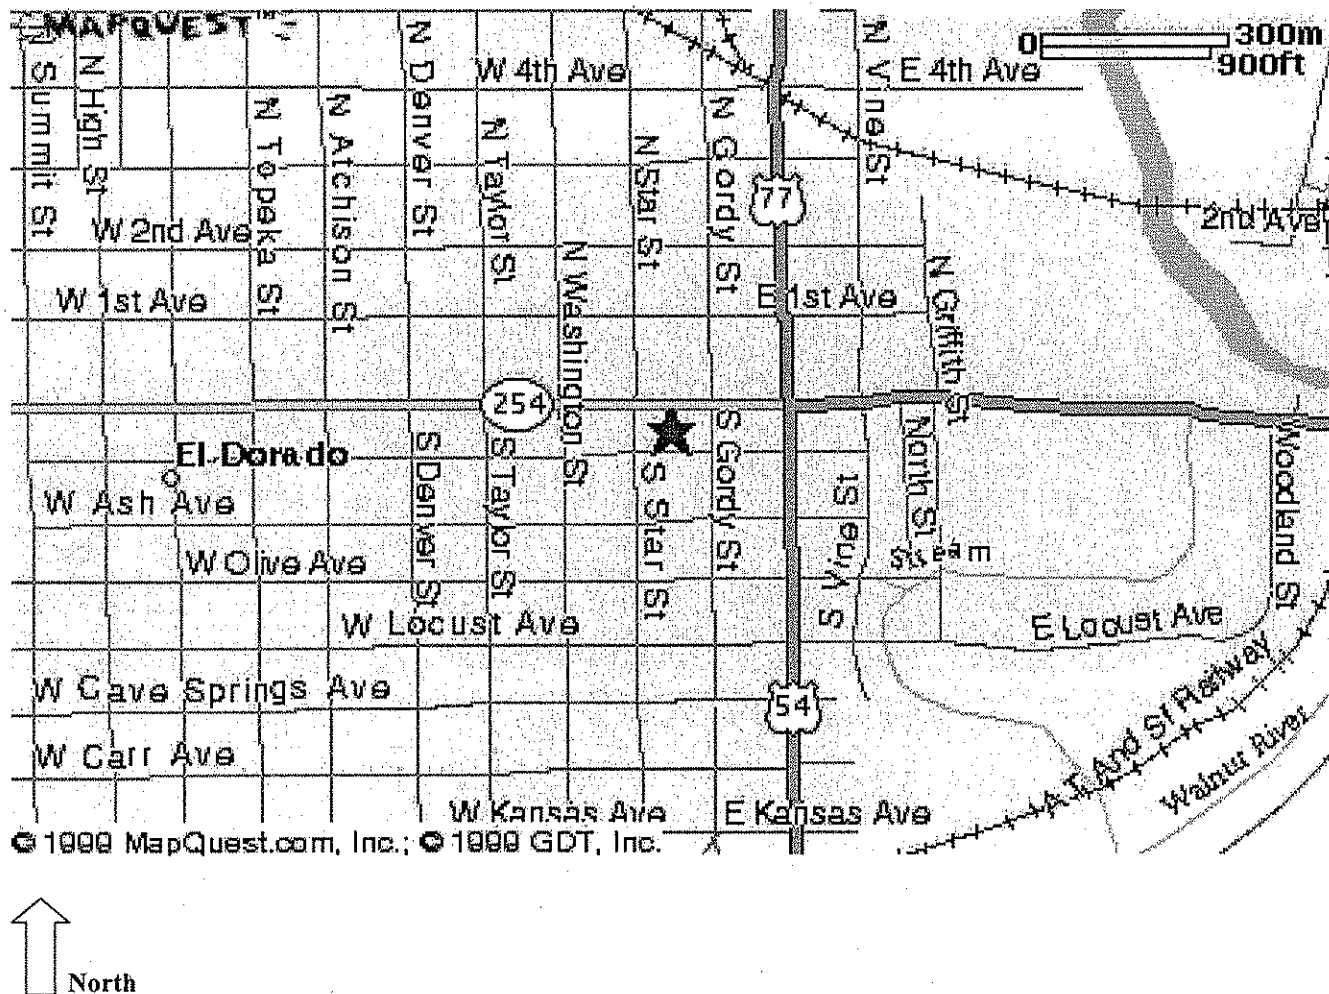 MAPQUEST
0 300m
900ft
N Summit St
N High St
N Topeka St
N Atchison St
N Denver St
W 4th Ave
N Taylor St
N Washington St
N Star St
N Gordy St
77
N Vine St
E 4th Ave
2nd Ave
W 2nd Ave
W 1st Ave
E 1st Ave
N Griffith St
254
El Dorado
W Ash Ave
S Denver St
S Taylor St
S Star St
S Gordy St
S Vine St
North St
Stream
Woodland St
W Olive Ave
W Locust Ave
E Locust Ave
W Cave Springs Ave
54
W Carr Ave
A T And Sf Railway
Walnut River
W Kansas Ave
E Kansas Ave
© 1999 MapQuest.com, Inc.; © 1999 GDT, Inc.
North